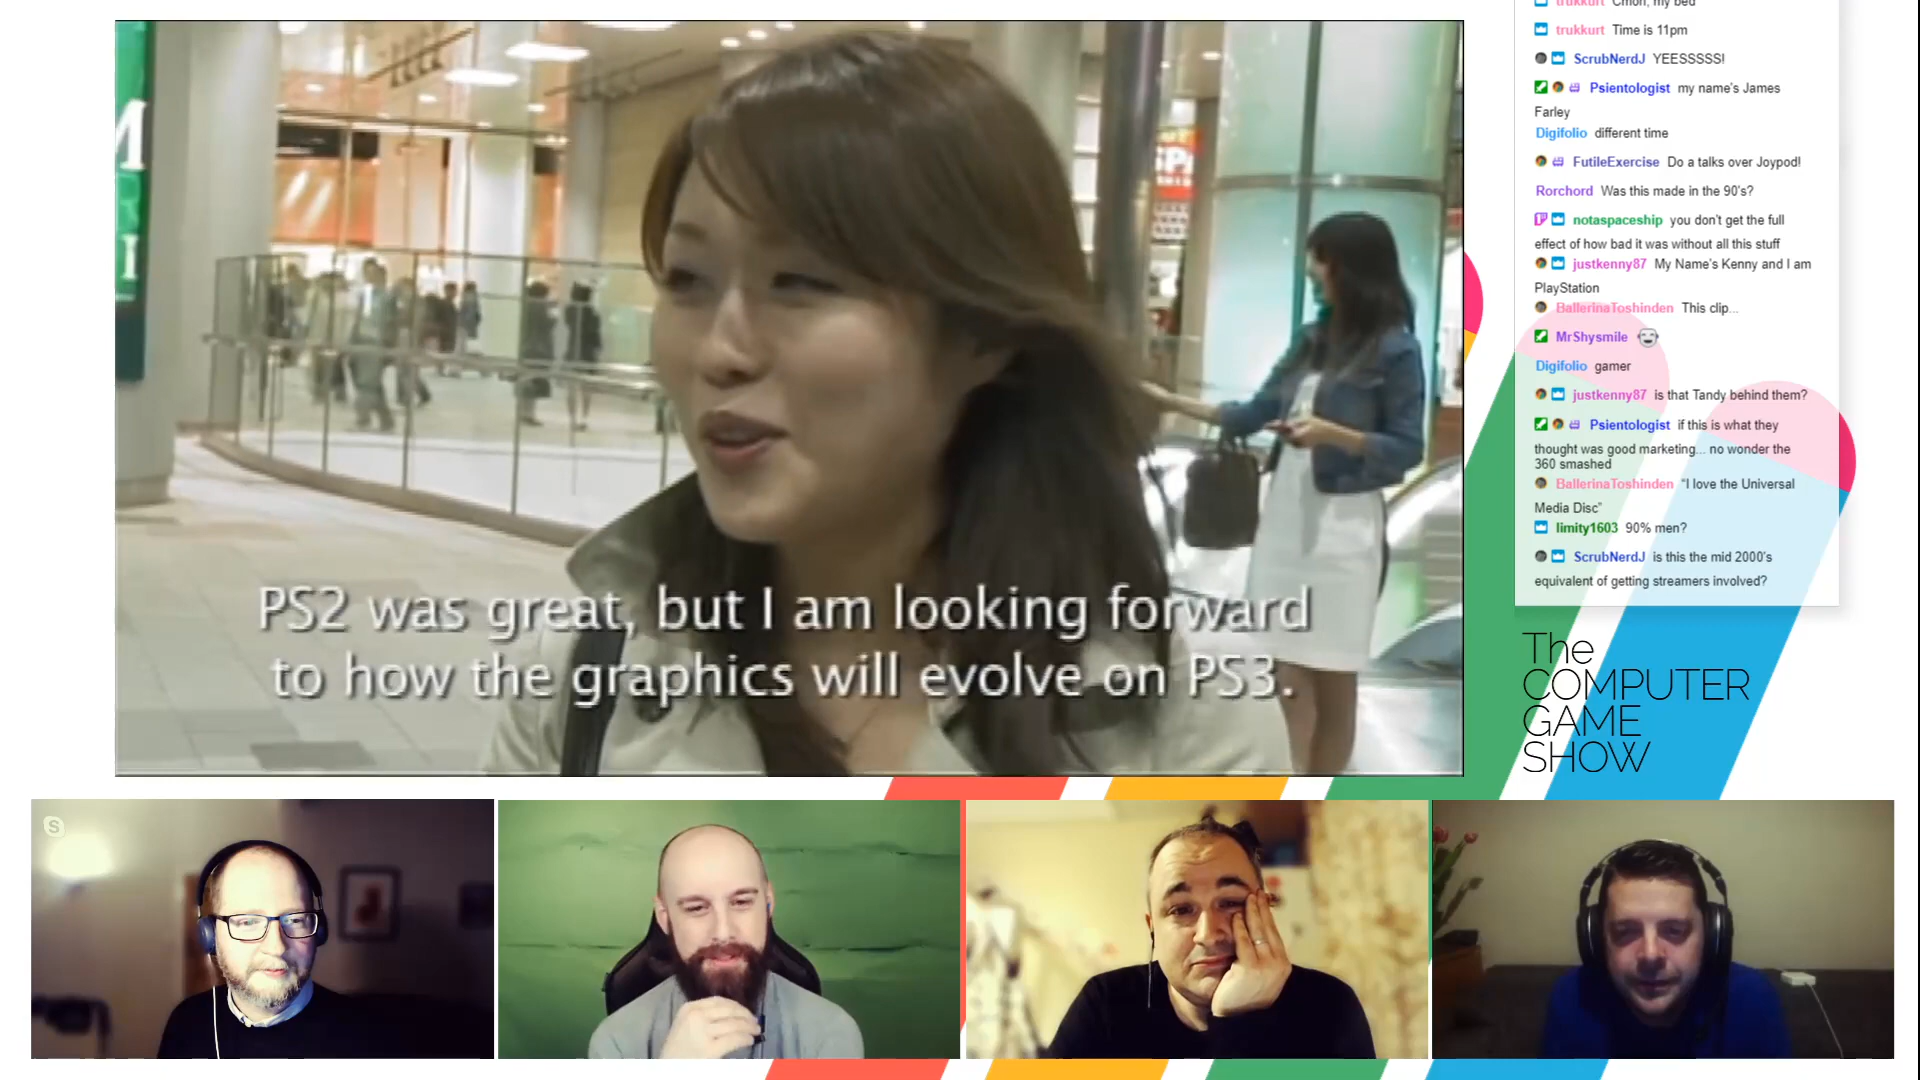 PS2 was great, but I am looking forward
to how the graphics will evolve on PS3.
trukkurt Cmon, my bed
trukkurt Time is 11pm
ScrubNerdJ YEESSSSS!
Psientologist my name's James
Farley
Digifolio different time
FutileExercise Do a talks over Joypod!
Rorchord Was this made in the 90's?
notaspaceship you don't get the full
effect of how bad it was without all this stuff
justkenny87 My Name's Kenny and I am
PlayStation
BallerinaToshinden This clip...
MrShysmile
Digifolio gamer
justkenny87 is that Tandy behind them?
Psientologist if this is what they
thought was good marketing... no wonder the
360 smashed
BallerinaToshinden “I love the Universal
Media Disc”
limity1603 90% men?
ScrubNerdJ is this the mid 2000's
equivalent of getting streamers involved?
The
COMPUTER
GAME
SHOW